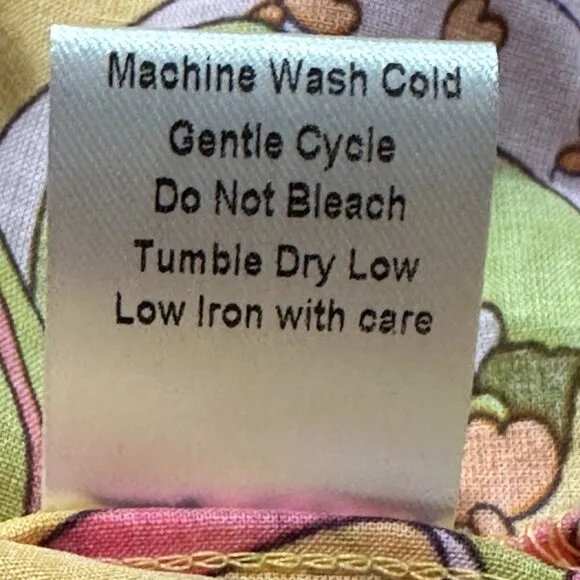 Machine Wash Cold
Gentle Cycle
Do Not Bleach
Tumble Dry Low
Low Iron with care